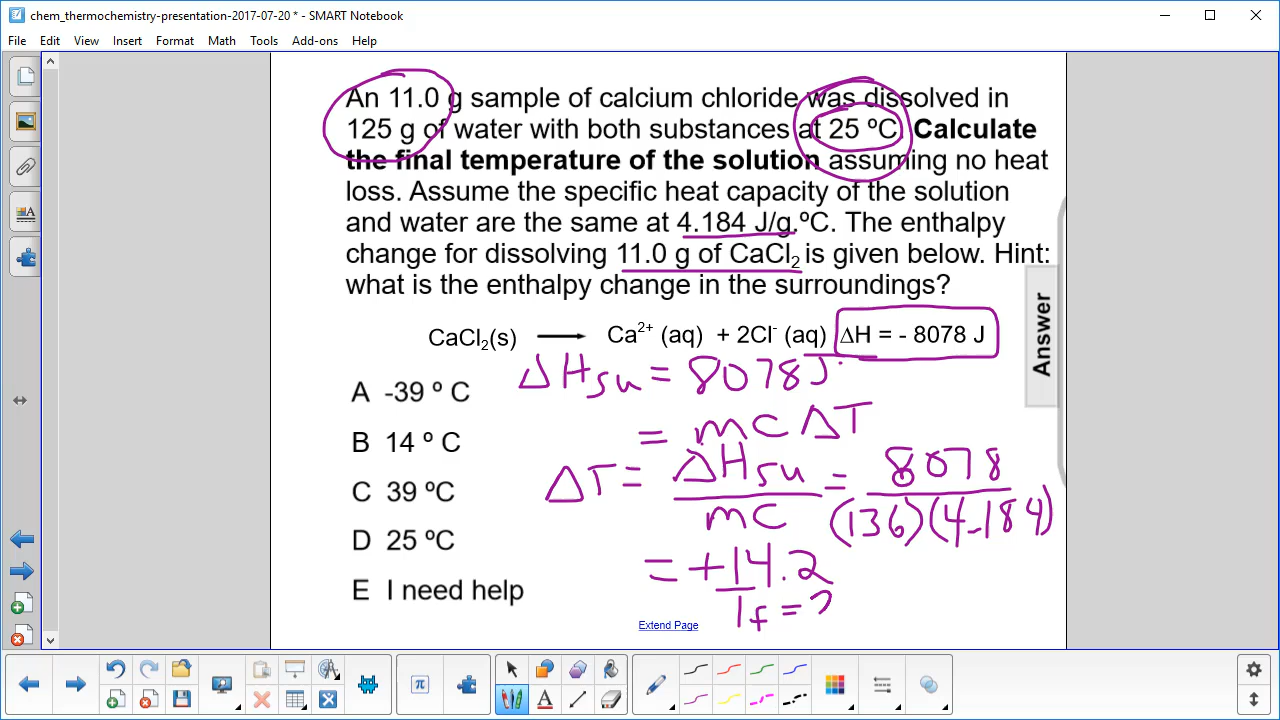 chem_thermochemistry-presentation-2017-07-20 * - SMART Notebook
File Edit View Insert Format Math Tools Add-ons Help
An 11.0 g sample of calcium chloride was dissolved in
125 g of water with both substances at 25 ºC. Calculate
the final temperature of the solution assuming no heat
loss. Assume the specific heat capacity of the solution
and water are the same at 4.184 J/g.ºC. The enthalpy
change for dissolving 11.0 g of CaCl₂ is given below. Hint:
what is the enthalpy change in the surroundings?
CaCl₂(s) ⟶ Ca²⁺ (aq) + 2Cl⁻ (aq) ΔH = - 8078 J
Answer
ΔHsu = 8078 J
A -39 º C
= mCΔT
B 14 º C
ΔT = ΔHsu / mC = 8078 / (136)(4.184)
C 39 ºC
D 25 ºC
= +14.2
E I need help
Tf = ?
Extend Page
π
A